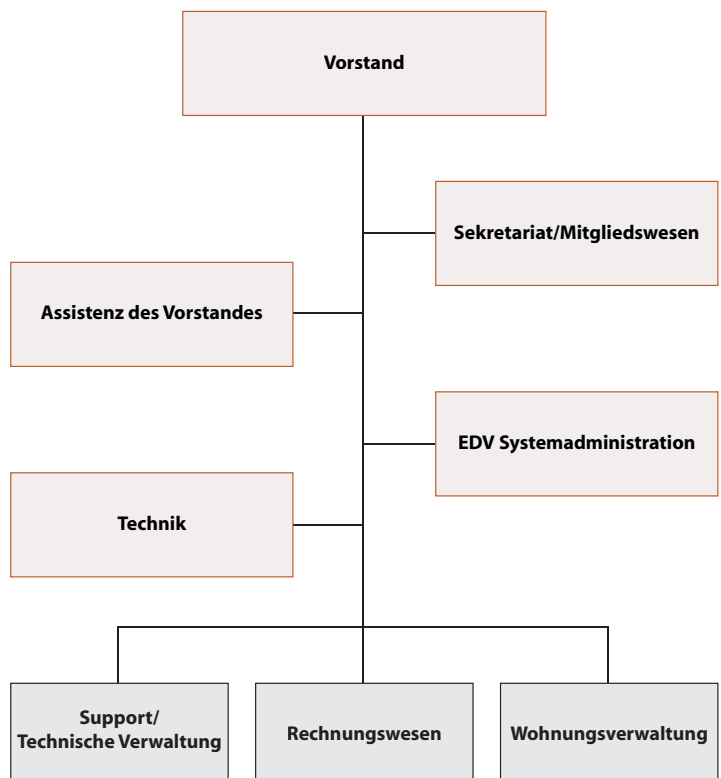 Vorstand
Sekretariat/Mitgliedswesen
Assistenz des Vorstandes
EDV Systemadministration
Technik
Support/
Technische Verwaltung
Rechnungswesen
Wohnungsverwaltung